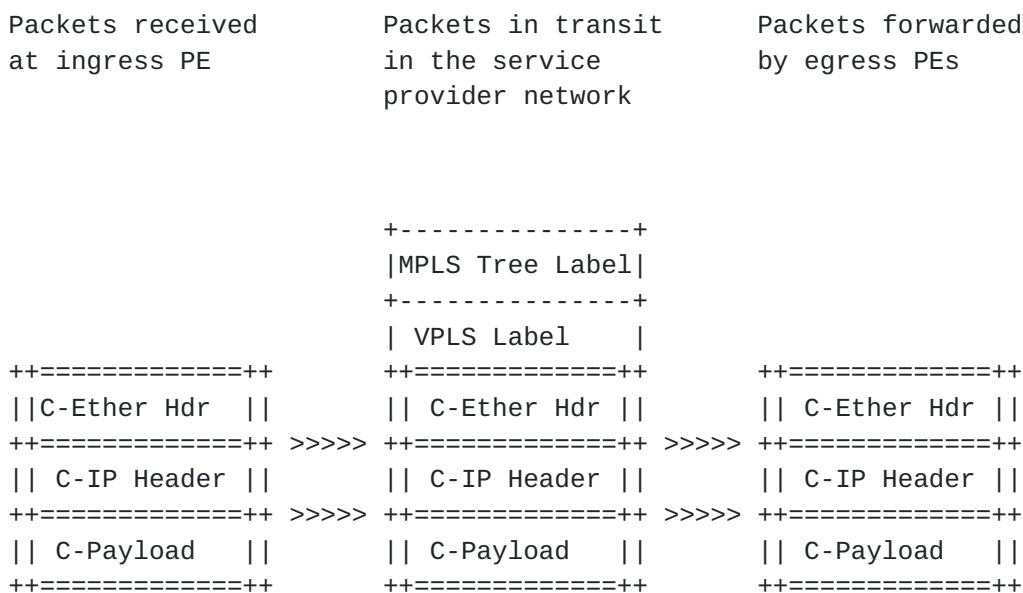 Packets received        Packets in transit      Packets forwarded
at ingress PE           in the service          by egress PEs
                        provider network

                        +---------------+
                        |MPLS Tree Label|
                        +---------------+
                        | VPLS Label    |
++=============++       ++=============++       ++=============++
||C-Ether Hdr  ||       || C-Ether Hdr ||       || C-Ether Hdr ||
++=============++ >>>>> ++=============++ >>>>> ++=============++
|| C-IP Header ||       || C-IP Header ||       || C-IP Header ||
++=============++ >>>>> ++=============++ >>>>> ++=============++
|| C-Payload   ||       || C-Payload   ||       || C-Payload   ||
++=============++       ++=============++       ++=============++